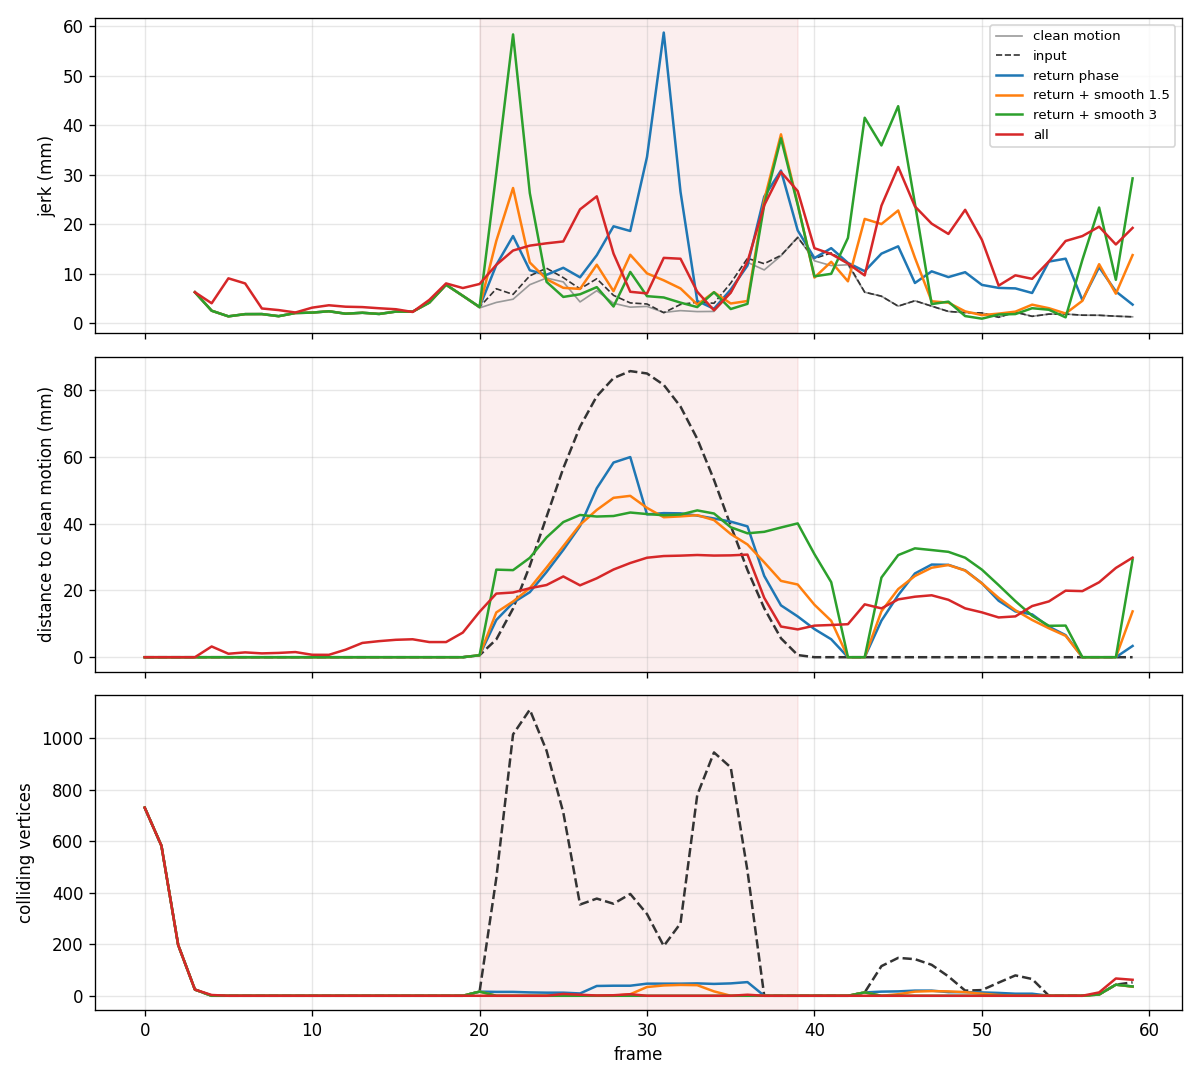 60
50
40
30
20
10
0
jerk (mm)
clean motion
input
return phase
return + smooth 1.5
return + smooth 3
all
80
60
40
20
0
distance to clean motion (mm)
1000
800
600
400
200
0
colliding vertices
0 10 20 30 40 50 60
frame